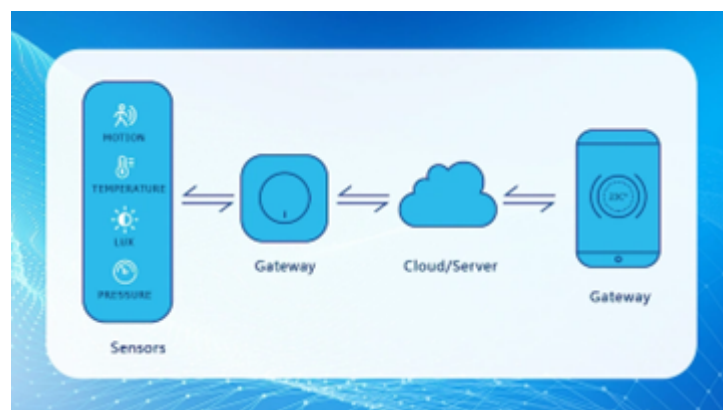 MOTION
TEMPERATURE
LUX
PRESSURE
Sensors
Gateway
Cloud/Server
Gateway